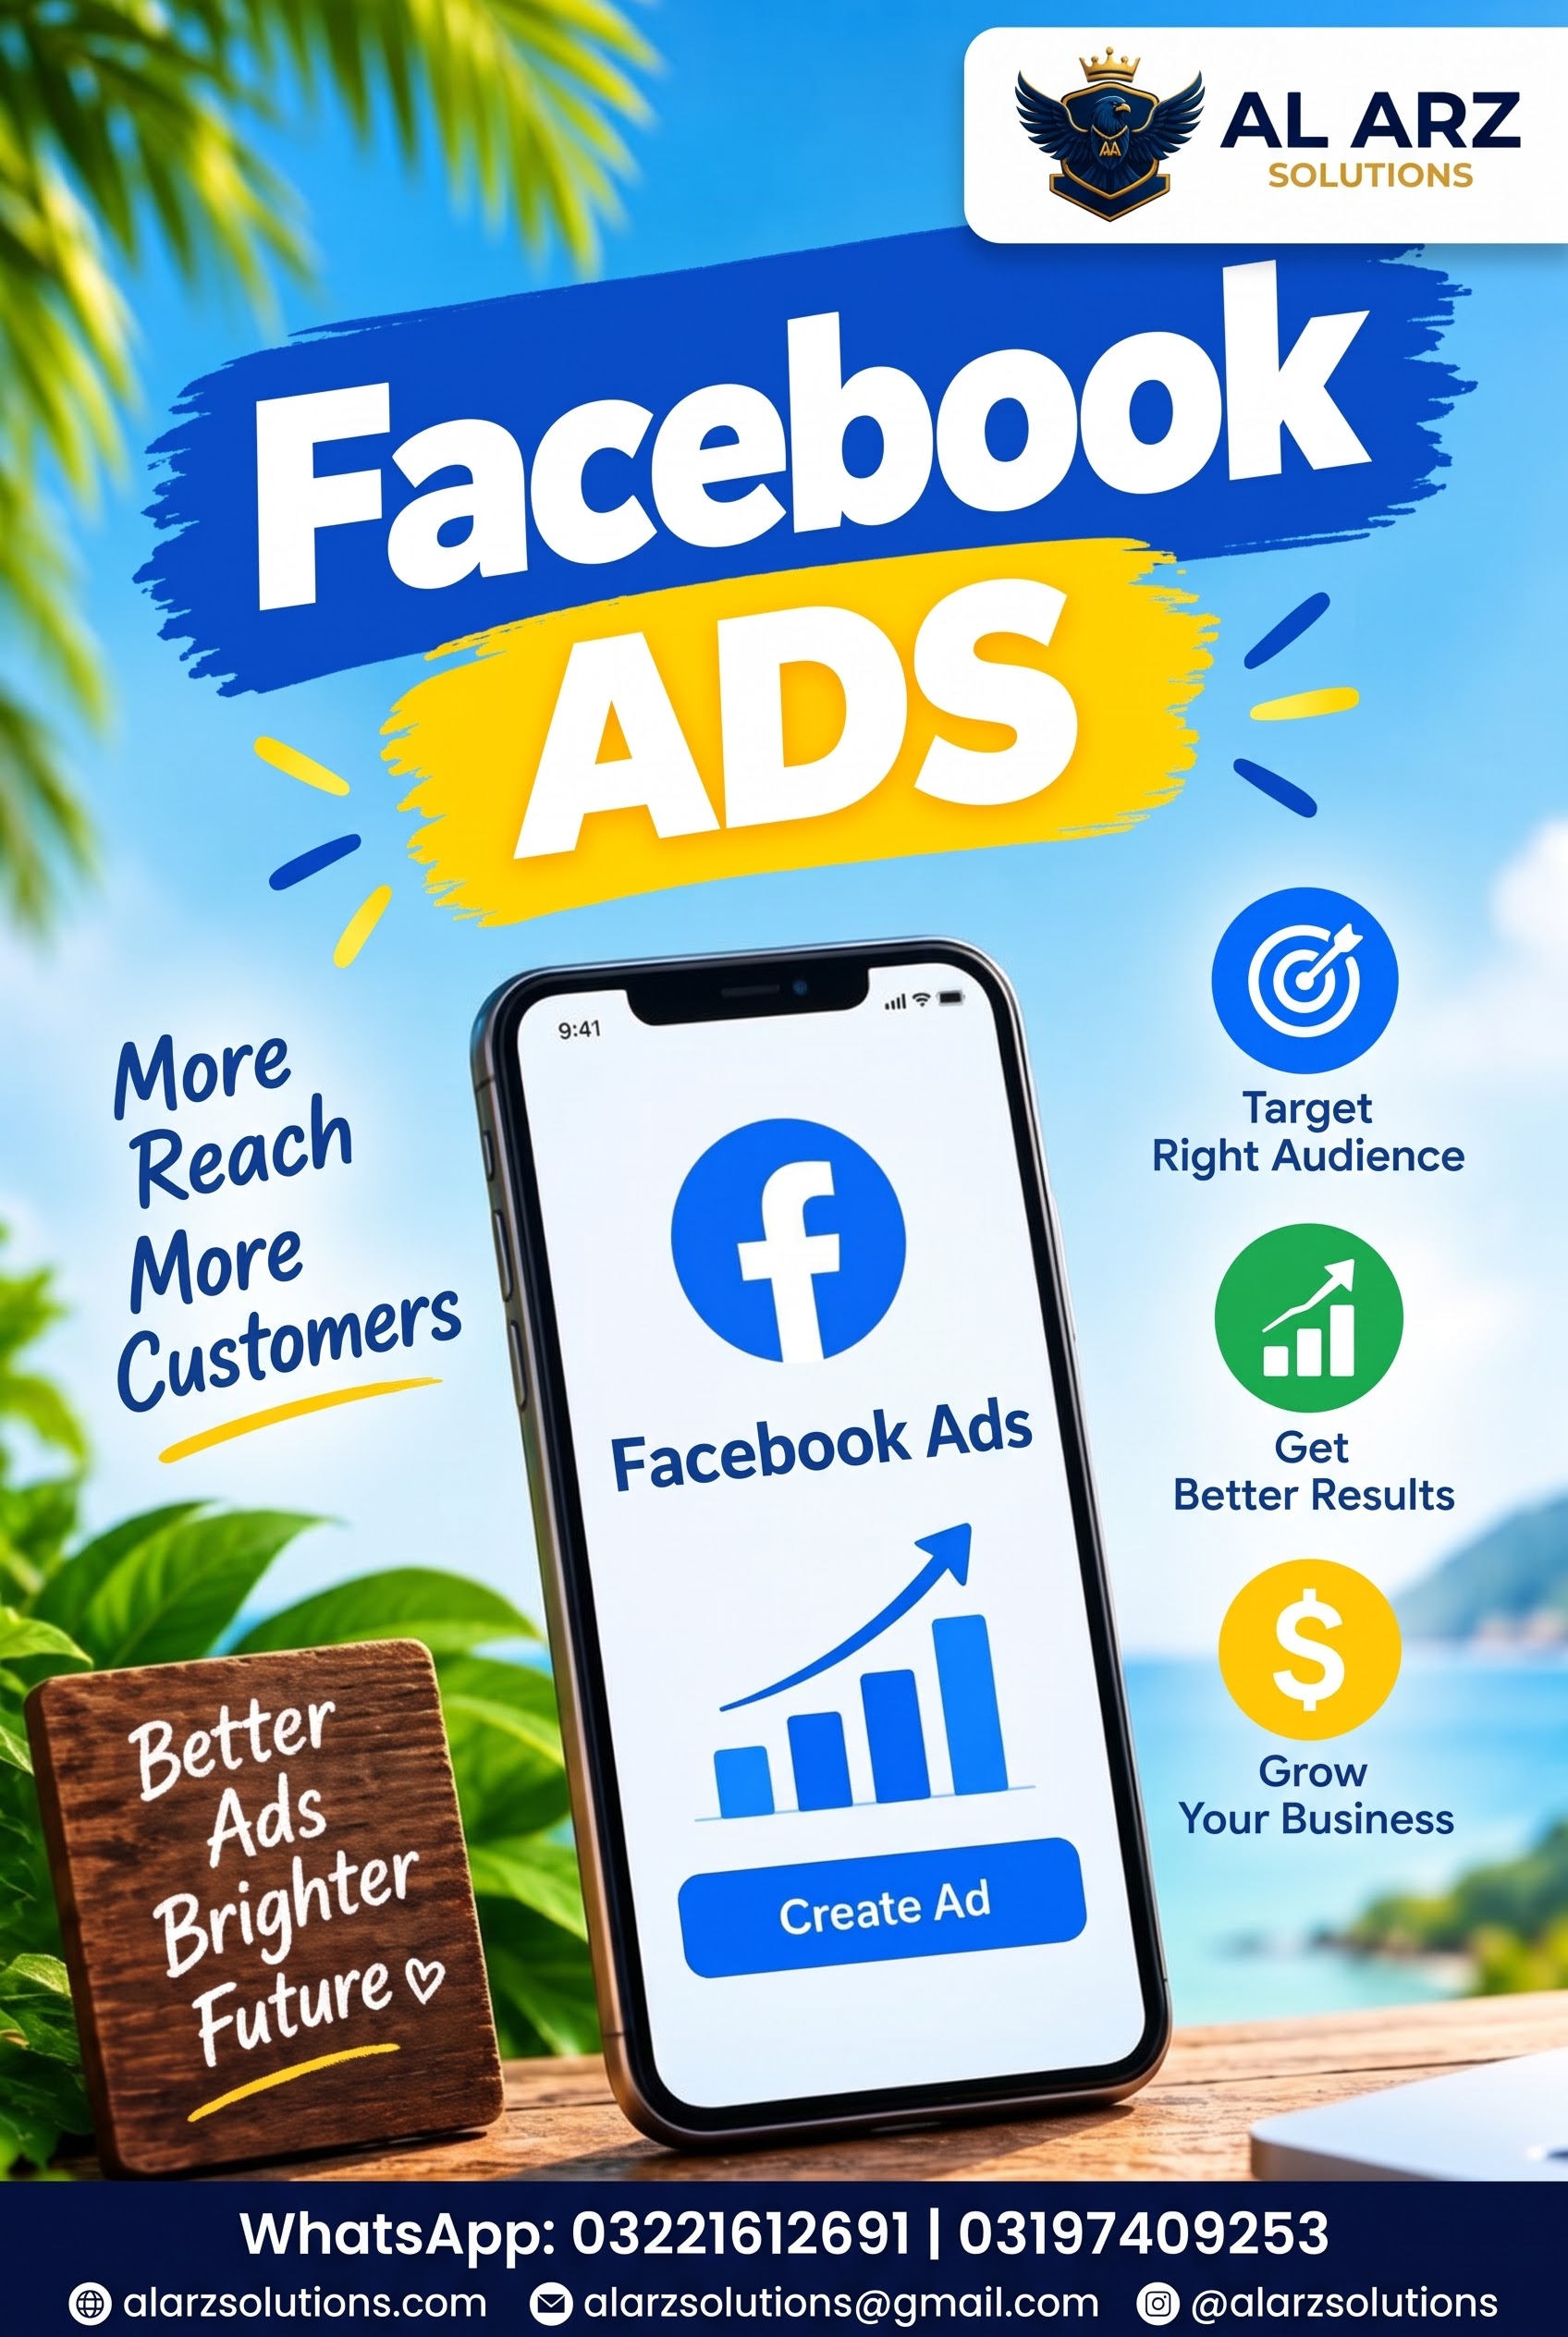 AL ARZ
SOLUTIONS
AA
Facebook
ADS
More
Reach
More
Customers
9:41
f
Facebook Ads
Create Ad
Target
Right Audience
Get
Better Results
$
Grow
Your Business
Better
Ads
Brighter
Future
WhatsApp: 03221612691 | 03197409253
alarzsolutions.com alarzsolutions@gmail.com @alarzsolutions